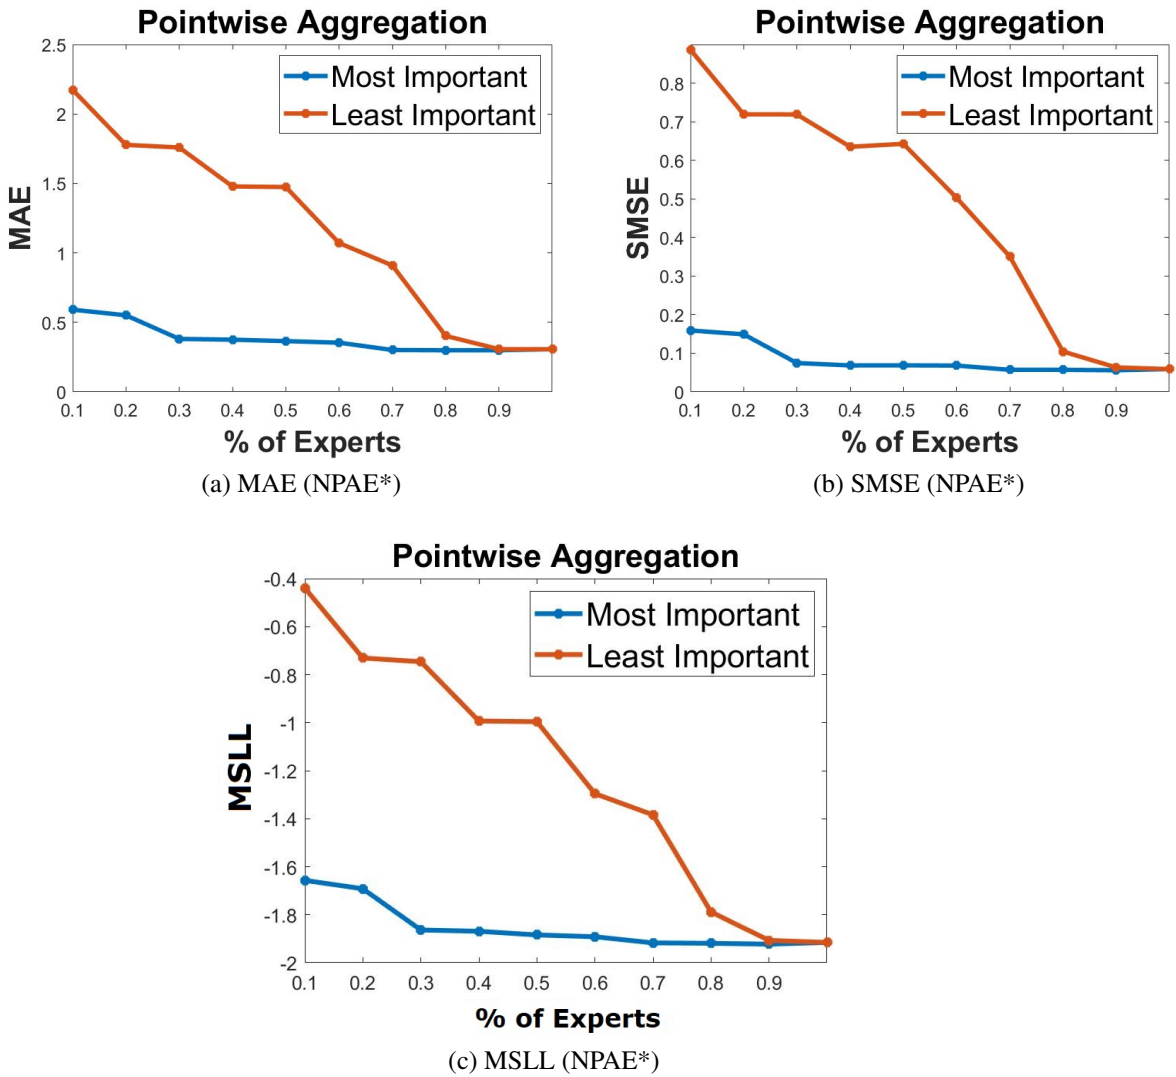 Pointwise Aggregation
2.5
2
1.5
1
0.5
0
MAE
Most Important
Least Important
0.1 0.2 0.3 0.4 0.5 0.6 0.7 0.8 0.9
% of Experts
(a) MAE (NPAE*)
Pointwise Aggregation
0.8
0.7
0.6
0.5
0.4
0.3
0.2
0.1
0
SMSE
Most Important
Least Important
0.1 0.2 0.3 0.4 0.5 0.6 0.7 0.8 0.9
% of Experts
(b) SMSE (NPAE*)
Pointwise Aggregation
-0.4
-0.6
-0.8
-1
-1.2
-1.4
-1.6
-1.8
-2
MSLL
Most Important
Least Important
0.1 0.2 0.3 0.4 0.5 0.6 0.7 0.8 0.9
% of Experts
(c) MSLL (NPAE*)